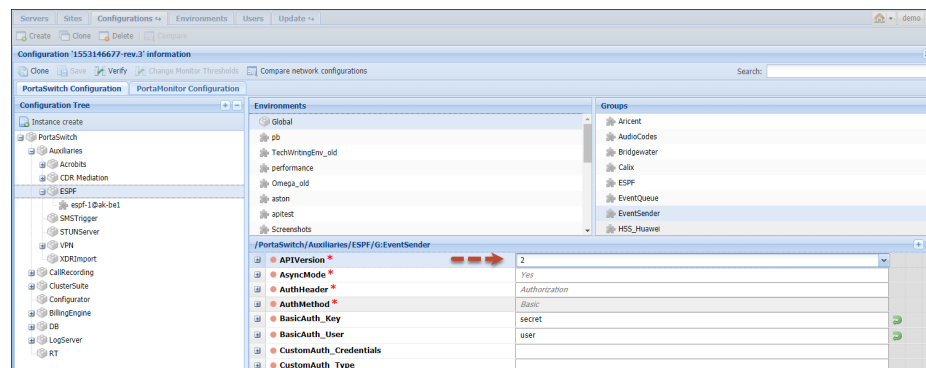 Servers Sites Configurations Environments Users Update demo
Create Clone Delete Compare
Configuration '1553146677-rev.3' information
Clone Save Verify Change Monitor Thresholds Compare network configurations Search:
PortaSwitch Configuration PortaMonitor Configuration
Configuration Tree
Instance create
PortaSwitch
Auxiliaries
Acrobits
CDR Mediation
ESPF
espf-1@ak-be1
SMSTrigger
STUNServer
VPN
XDRImport
CallRecording
ClusterSuite
Configurator
BillingEngine
DB
LogServer
RT
Environments
Global
pb
TechWritingEnv_old
performance
Omega_old
aston
apitest
Screenshots
Groups
Aricent
AudioCodes
Bridgewater
Calix
ESPF
EventQueue
EventSender
HSS_Huawei
/PortaSwitch/Auxiliaries/ESPF/G:EventSender
APIVersion * 2
AsyncMode * Yes
AuthHeader * Authorization
AuthMethod * Basic
BasicAuth_Key secret
BasicAuth_User user
CustomAuth_Credentials
CustomAuth_Type